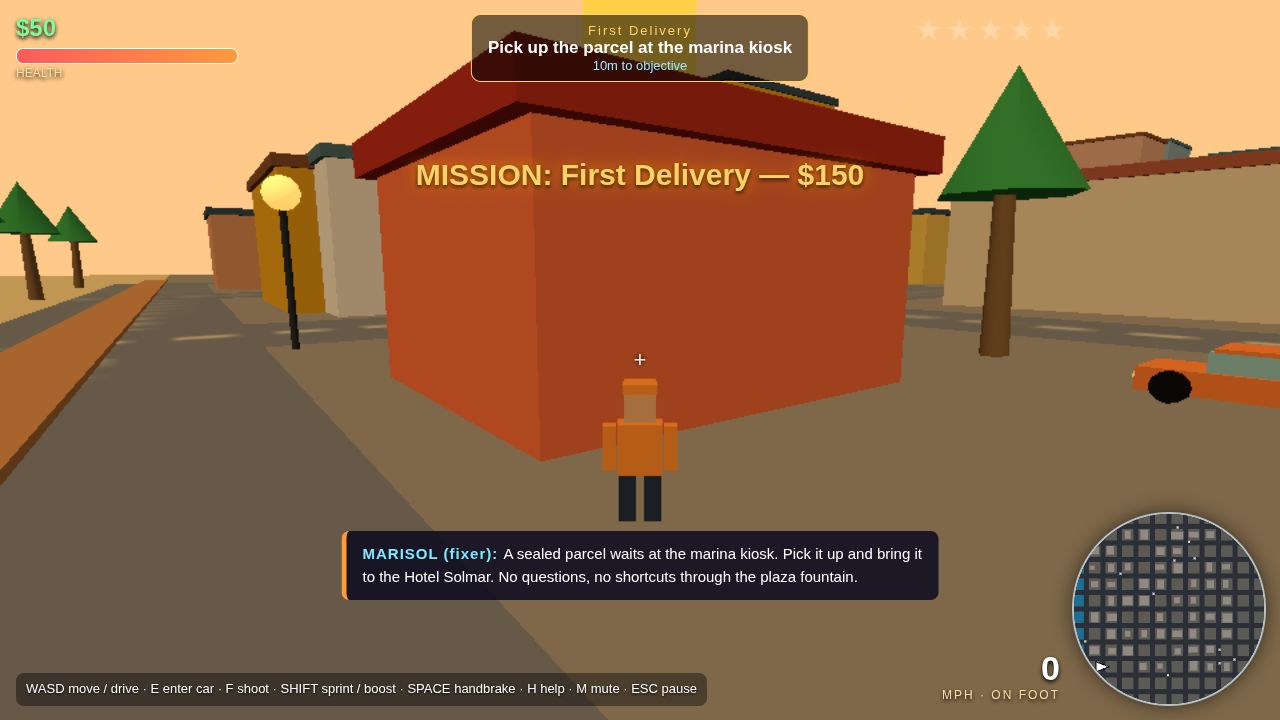 $50
HEALTH
First Delivery
Pick up the parcel at the marina kiosk
10m to objective
★★★★★
MISSION: First Delivery — $150
+
MARISOL (fixer): A sealed parcel waits at the marina kiosk. Pick it up and bring it
to the Hotel Solmar. No questions, no shortcuts through the plaza fountain.
WASD move / drive · E enter car · F shoot · SHIFT sprint / boost · SPACE handbrake · H help · M mute · ESC pause
0
MPH · ON FOOT